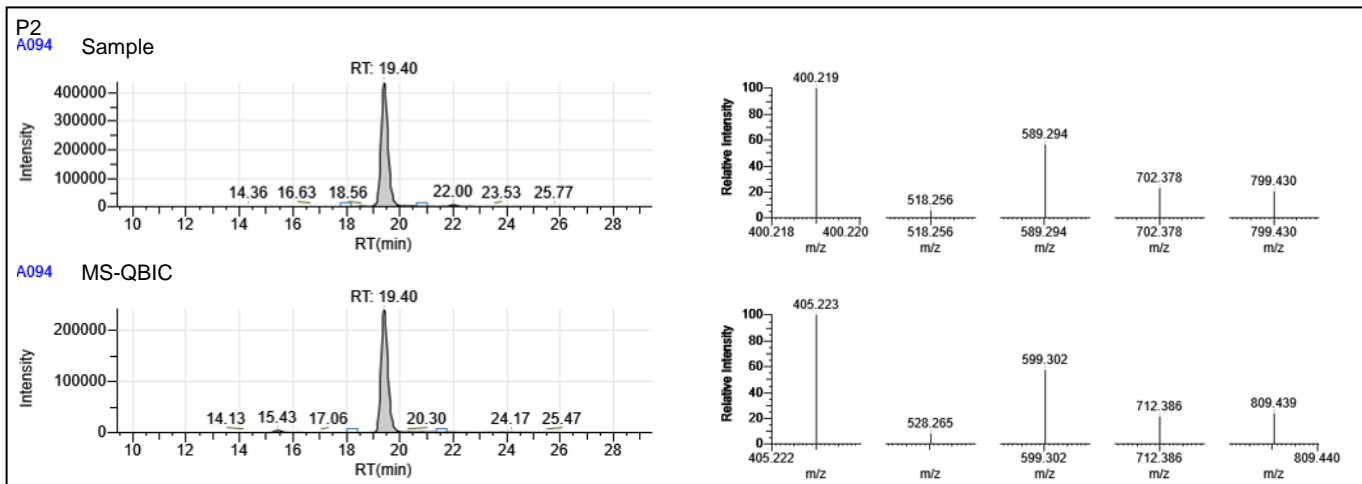 P2
A094 Sample
RT: 19.40
400000
300000
200000
100000
0
Intensity
14.36 16.63 18.56 22.00 23.53 25.77
10 12 14 16 18 20 22 24 26 28
RT(min)
400.219
518.256
589.294
702.378
799.430
100
80
60
40
20
0
Relative Intensity
400.218 400.220 518.256 589.294 702.378 799.430
m/z m/z m/z m/z m/z
A094 MS-QBIC
RT: 19.40
200000
100000
0
Intensity
14.13 15.43 17.06 20.30 24.17 25.47
10 12 14 16 18 20 22 24 26 28
RT(min)
405.223
528.265
599.302
712.386
809.439
100
80
60
40
20
0
Relative Intensity
405.222 599.302 712.386 809.440
m/z m/z m/z m/z m/z